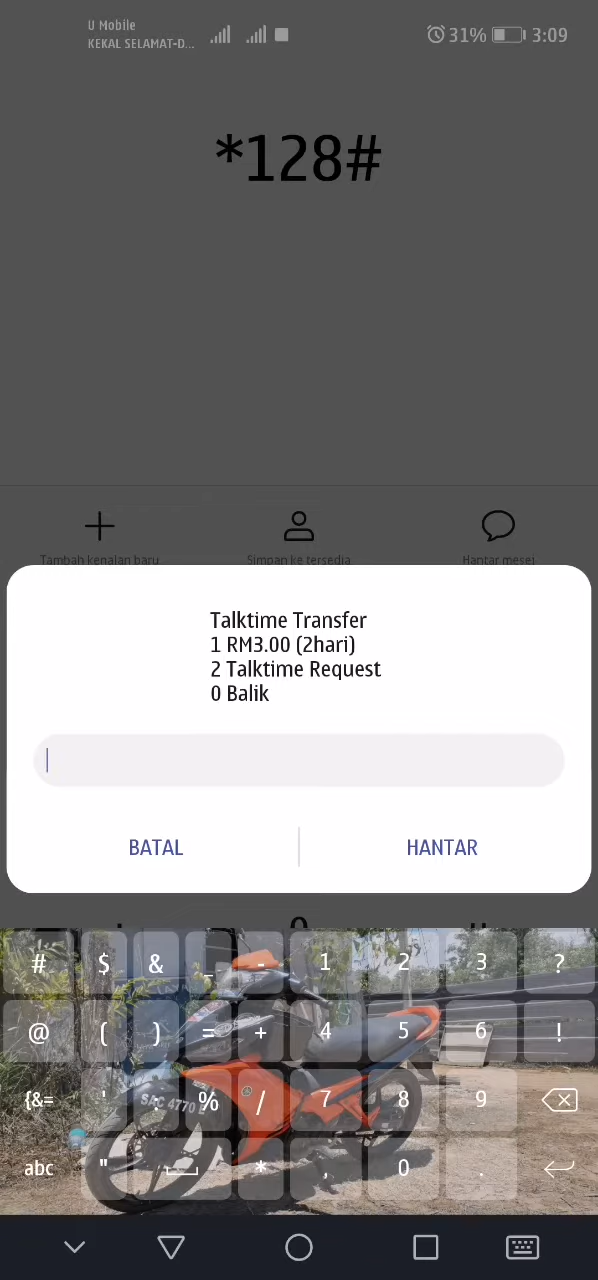 U Mobile
KEKAL SELAMAT-D...
31% 3:09
*128#
Tambah kenalan baru
Simpan ke tersedia
Hantar mesej
Talktime Transfer
1 RM3.00 (2hari)
2 Talktime Request
0 Balik
BATAL
HANTAR
# $ & _ - 1 2 3 ?
@ ( ) = + 4 5 6 !
{&= ' : % / 7 8 9
SAC 4770
abc " * , 0 .